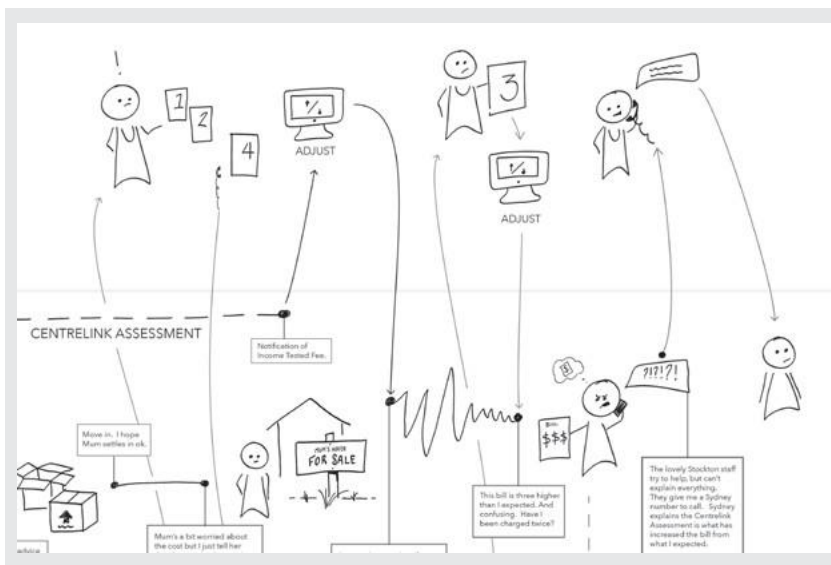 !
1
2
4
%
ADJUST
3
%
ADJUST
CENTRELINK ASSESSMENT
Notification of
Income Tested Fee.
?!?!?!
$
$$$
Move in. I hope
Mum settles in ok.
MUM'S HOUSE
FOR SALE
This bill is three higher
than I expected. And
confusing. Have I
been charged twice?
The lovely Stockton staff
try to help, but can't
explain everything.
They give me a Sydney
number to call. Sydney
explains the Centrelink
Assessment is what has
increased the bill from
what I expected.
Mum's a bit worried about
the cost but I just tell her
advice